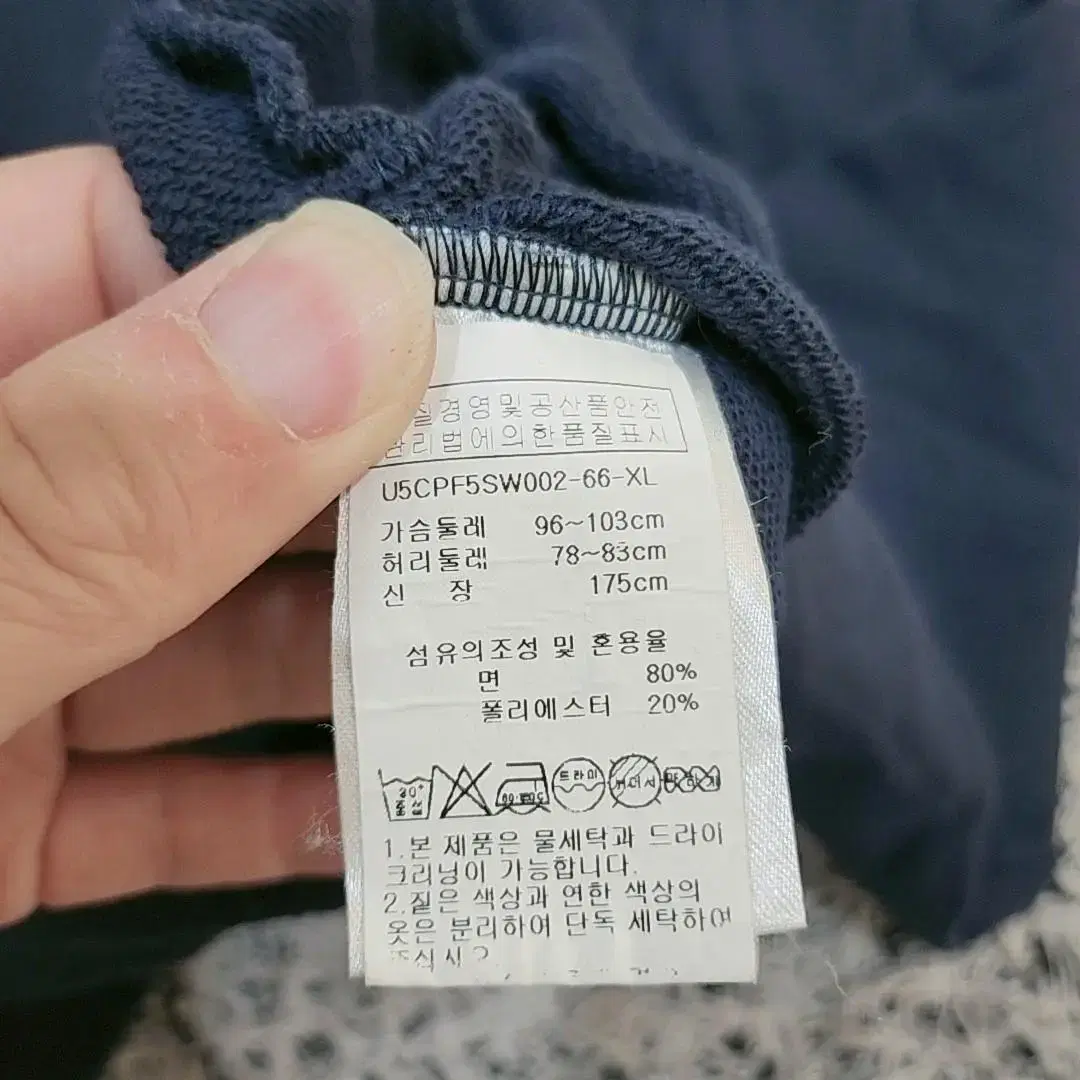 질경영및공산품안전
관리법에의한품질표시
U5CPF5SW002-66-XL
가슴둘레 96~103cm
허리둘레 78~83cm
신 장 175cm
섬유의조성 및 혼용율
면 80%
폴리에스터 20%
30° 중성 드라이
1.본 제품은 물세탁과 드라이
크리닝이 가능합니다.
2.짙은 색상과 연한 색상의
옷은 분리하여 단독 세탁하여